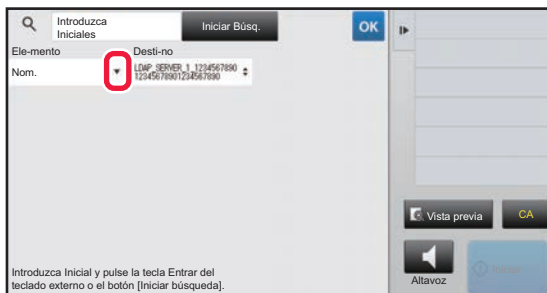 Introduzca
Iniciales
Iniciar Búsq.
OK
Ele-mento
Desti-no
Nom.
LDAP_SERVER_1_1234567890
12345678901234567890
Vista previa
CA
Altavoz
Iniciar
Introduzca Inicial y pulse la tecla Entrar del
teclado externo o el botón [Iniciar búsqueda].